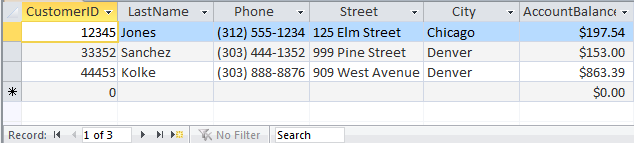 CustomerID LastName Phone Street City AccountBalance
12345 Jones (312) 555-1234 125 Elm Street Chicago $197.54
33352 Sanchez (303) 444-1352 999 Pine Street Denver $153.00
44453 Kolke (303) 888-8876 909 West Avenue Denver $863.39
0 $0.00
Record: 1 of 3 No Filter Search